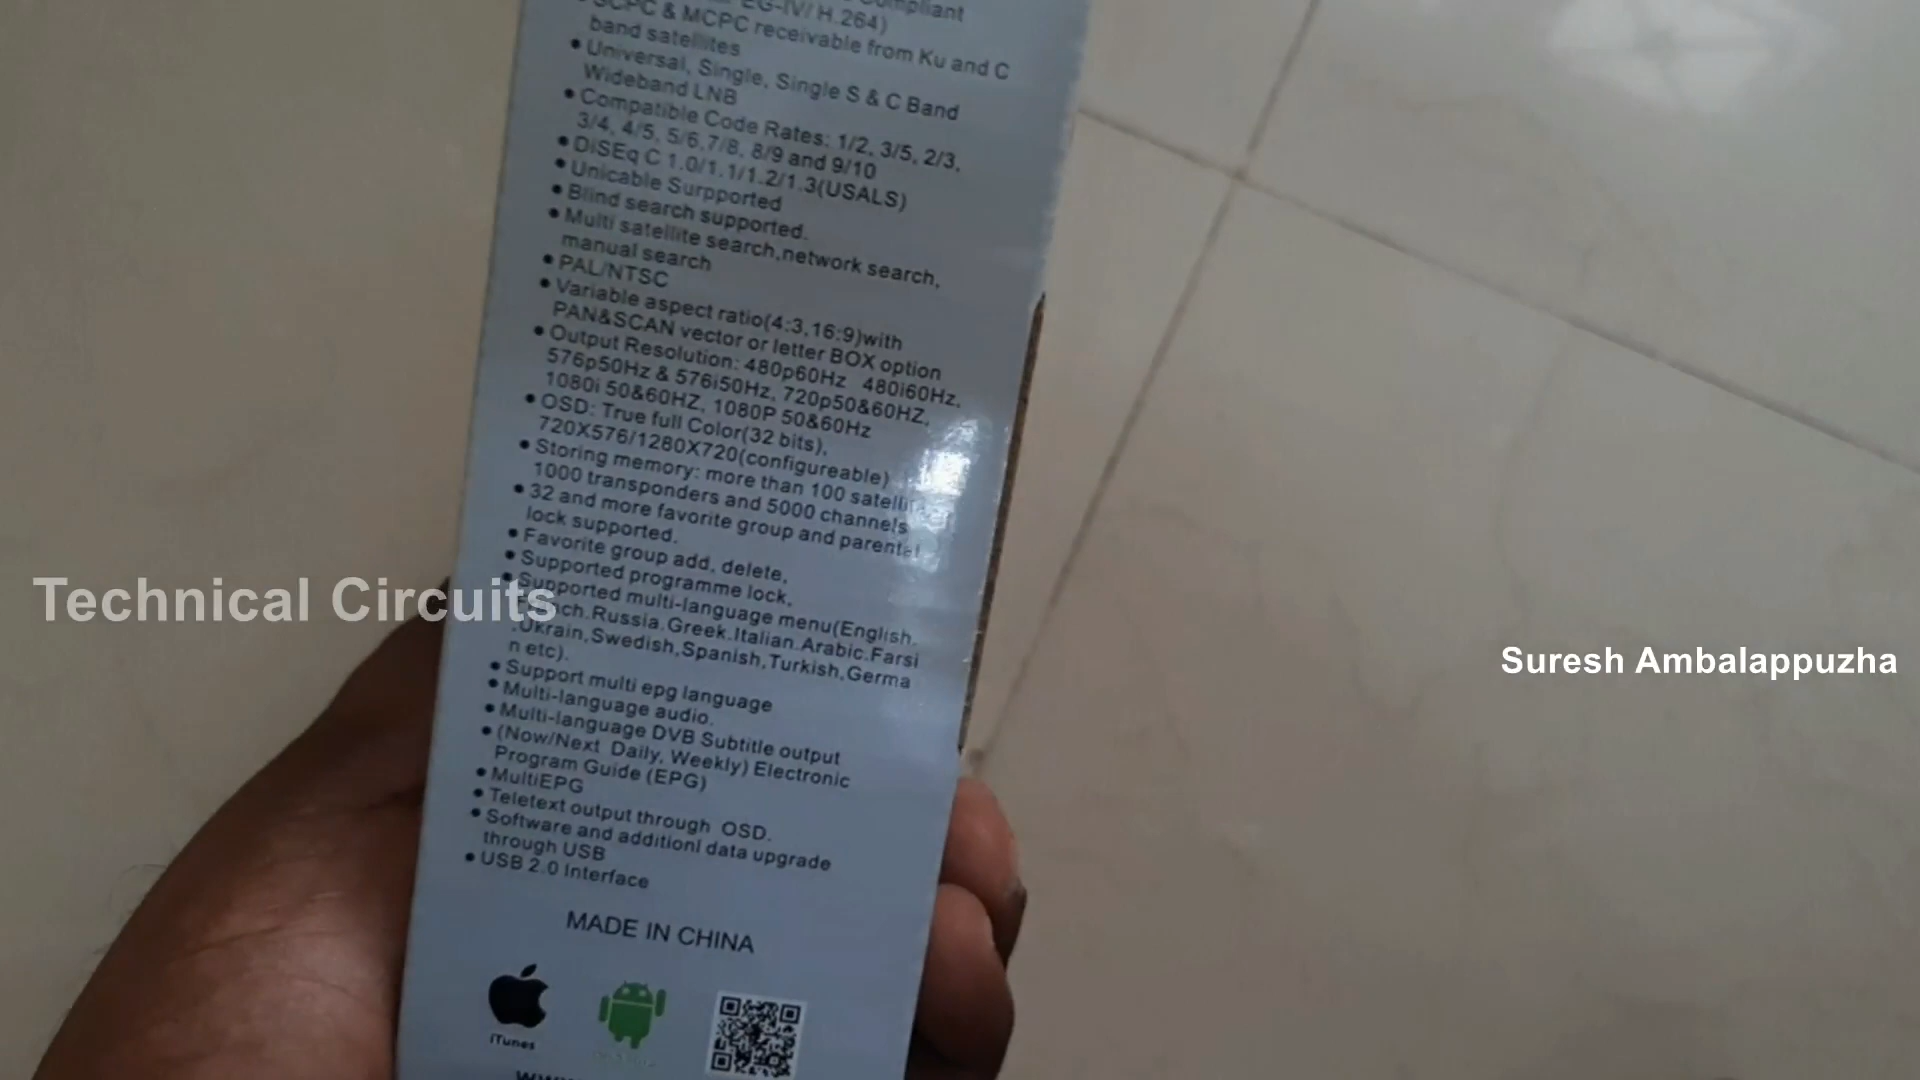 Compliant
EG-IV/ H.264)
SCPC & MCPC receivable from Ku and C
band satellites
• Universal, Single, Single S & C Band
Wideband LNB
• Compatible Code Rates: 1/2, 3/5, 2/3,
3/4, 4/5, 5/6,7/8, 8/9 and 9/10
• DiSEq C 1.0/1.1/1.2/1.3(USALS)
• Unicable Surpported
• Blind search supported.
• Multi satellite search,network search,
manual search
• PAL/NTSC
• Variable aspect ratio(4:3,16:9)with
PAN&SCAN vector or letter BOX option
• Output Resolution: 480p60Hz 480i60Hz,
576p50Hz & 576i50Hz, 720p50&60HZ,
1080i 50&60HZ, 1080P 50&60Hz
• OSD: True full Color(32 bits),
720X576/1280X720(configureable)
• Storing memory: more than 100
1000 transponders and 5000 channels
• 32 and more favorite group and parental
lock supported.
• Favorite group add, delete,
• Supported programme lock,
• Supported multi-language menu(English,
.Russia.Greek.Italian.Arabic.Farsi
.Ukrain,Swedish,Spanish,Turkish,Germa
n etc).
• Support multi epg language
• Multi-language audio.
• Multi-language DVB Subtitle output
• (Now/Next Daily, Weekly) Electronic
Program Guide (EPG)
• MultiEPG
• Teletext output through OSD.
• Software and additionl data upgrade
through USB
• USB 2.0 Interface
MADE IN CHINA
iTunes
Technical Circuits
Suresh Ambalappuzha